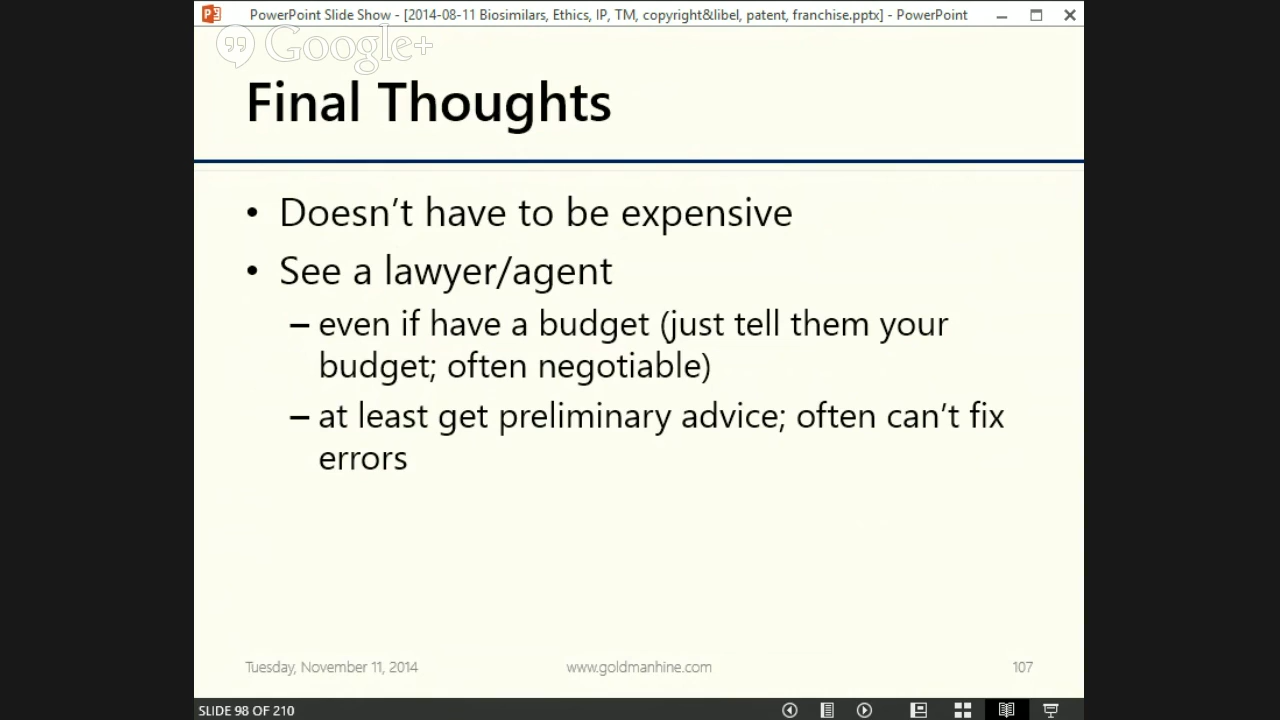 PowerPoint Slide Show - [2014-08-11 Biosimilars, Ethics, IP, TM, copyright&libel, patent, franchise.pptx] - PowerPoint
Google+
Final Thoughts
• Doesn’t have to be expensive
• See a lawyer/agent
– even if have a budget (just tell them your
budget; often negotiable)
– at least get preliminary advice; often can’t fix
errors
Tuesday, November 11, 2014 www.goldmanhine.com 107
SLIDE 98 OF 210